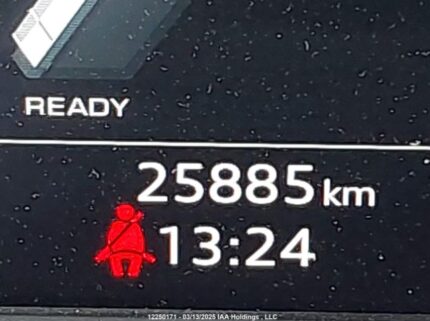 READY
25885 km
13:24
12250171 - 03/13/2025 IAA Holdings , LLC